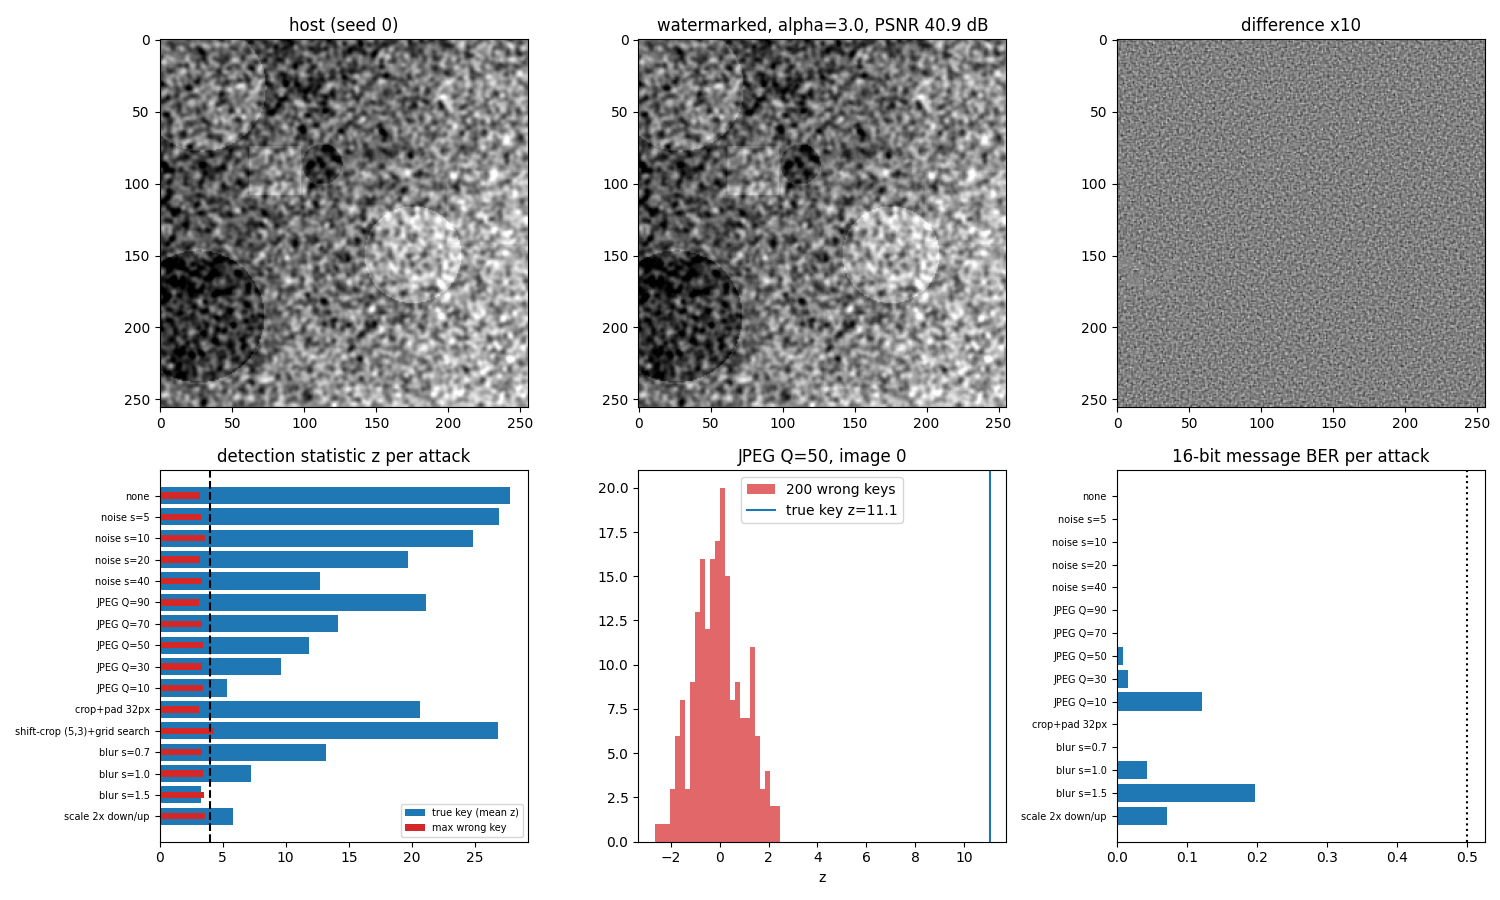 host (seed 0)
0
50
100
150
200
250
0
50
100
150
200
250
watermarked, alpha=3.0, PSNR 40.9 dB
0
50
100
150
200
250
0
50
100
150
200
250
difference x10
0
50
100
150
200
250
0
50
100
150
200
250
detection statistic z per attack
none
noise s=5
noise s=10
noise s=20
noise s=40
JPEG Q=90
JPEG Q=70
JPEG Q=50
JPEG Q=30
JPEG Q=10
crop+pad 32px
shift-crop (5,3)+grid search
blur s=0.7
blur s=1.0
blur s=1.5
scale 2x down/up
true key (mean z)
max wrong key
0
5
10
15
20
25
JPEG Q=50, image 0
200 wrong keys
true key z=11.1
20.0
17.5
15.0
12.5
10.0
7.5
5.0
2.5
0.0
−2
0
2
4
6
8
10
z
16-bit message BER per attack
none
noise s=5
noise s=10
noise s=20
noise s=40
JPEG Q=90
JPEG Q=70
JPEG Q=50
JPEG Q=30
JPEG Q=10
crop+pad 32px
blur s=0.7
blur s=1.0
blur s=1.5
scale 2x down/up
0.0
0.1
0.2
0.3
0.4
0.5